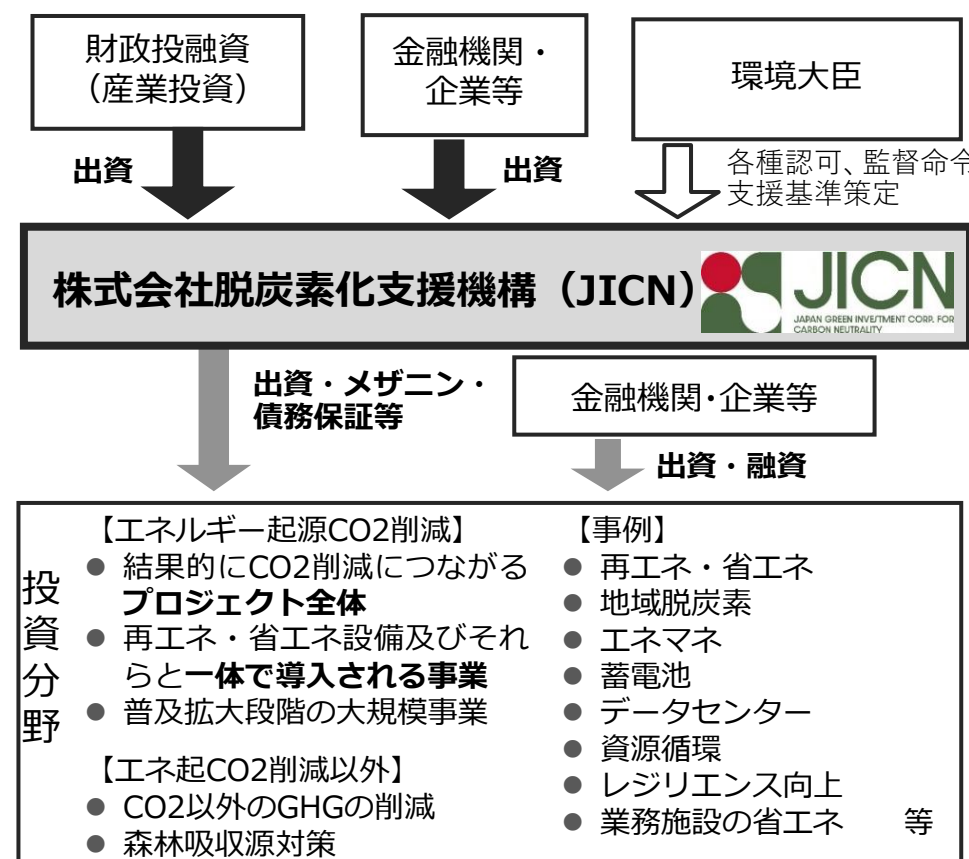 財政投融資
（産業投資）
金融機関・
企業等
環境大臣
出資
出資
各種認可、監督命令
支援基準策定
株式会社脱炭素化支援機構（JICN）
JICN
JAPAN GREEN INVESTMENT CORP. FOR
CARBON NEUTRALITY
出資・メザニン・
債務保証等
金融機関・企業等
出資・融資
投資分野
【エネルギー起源CO2削減】
● 結果的にCO2削減につながる
プロジェクト全体
● 再エネ・省エネ設備及びそれ
らと一体で導入される事業
● 普及拡大段階の大規模事業
【エネ起CO2削減以外】
● CO2以外のGHGの削減
● 森林吸収源対策
【事例】
● 再エネ・省エネ
● 地域脱炭素
● エネマネ
● 蓄電池
● データセンター
● 資源循環
● レジリエンス向上
● 業務施設の省エネ　　等